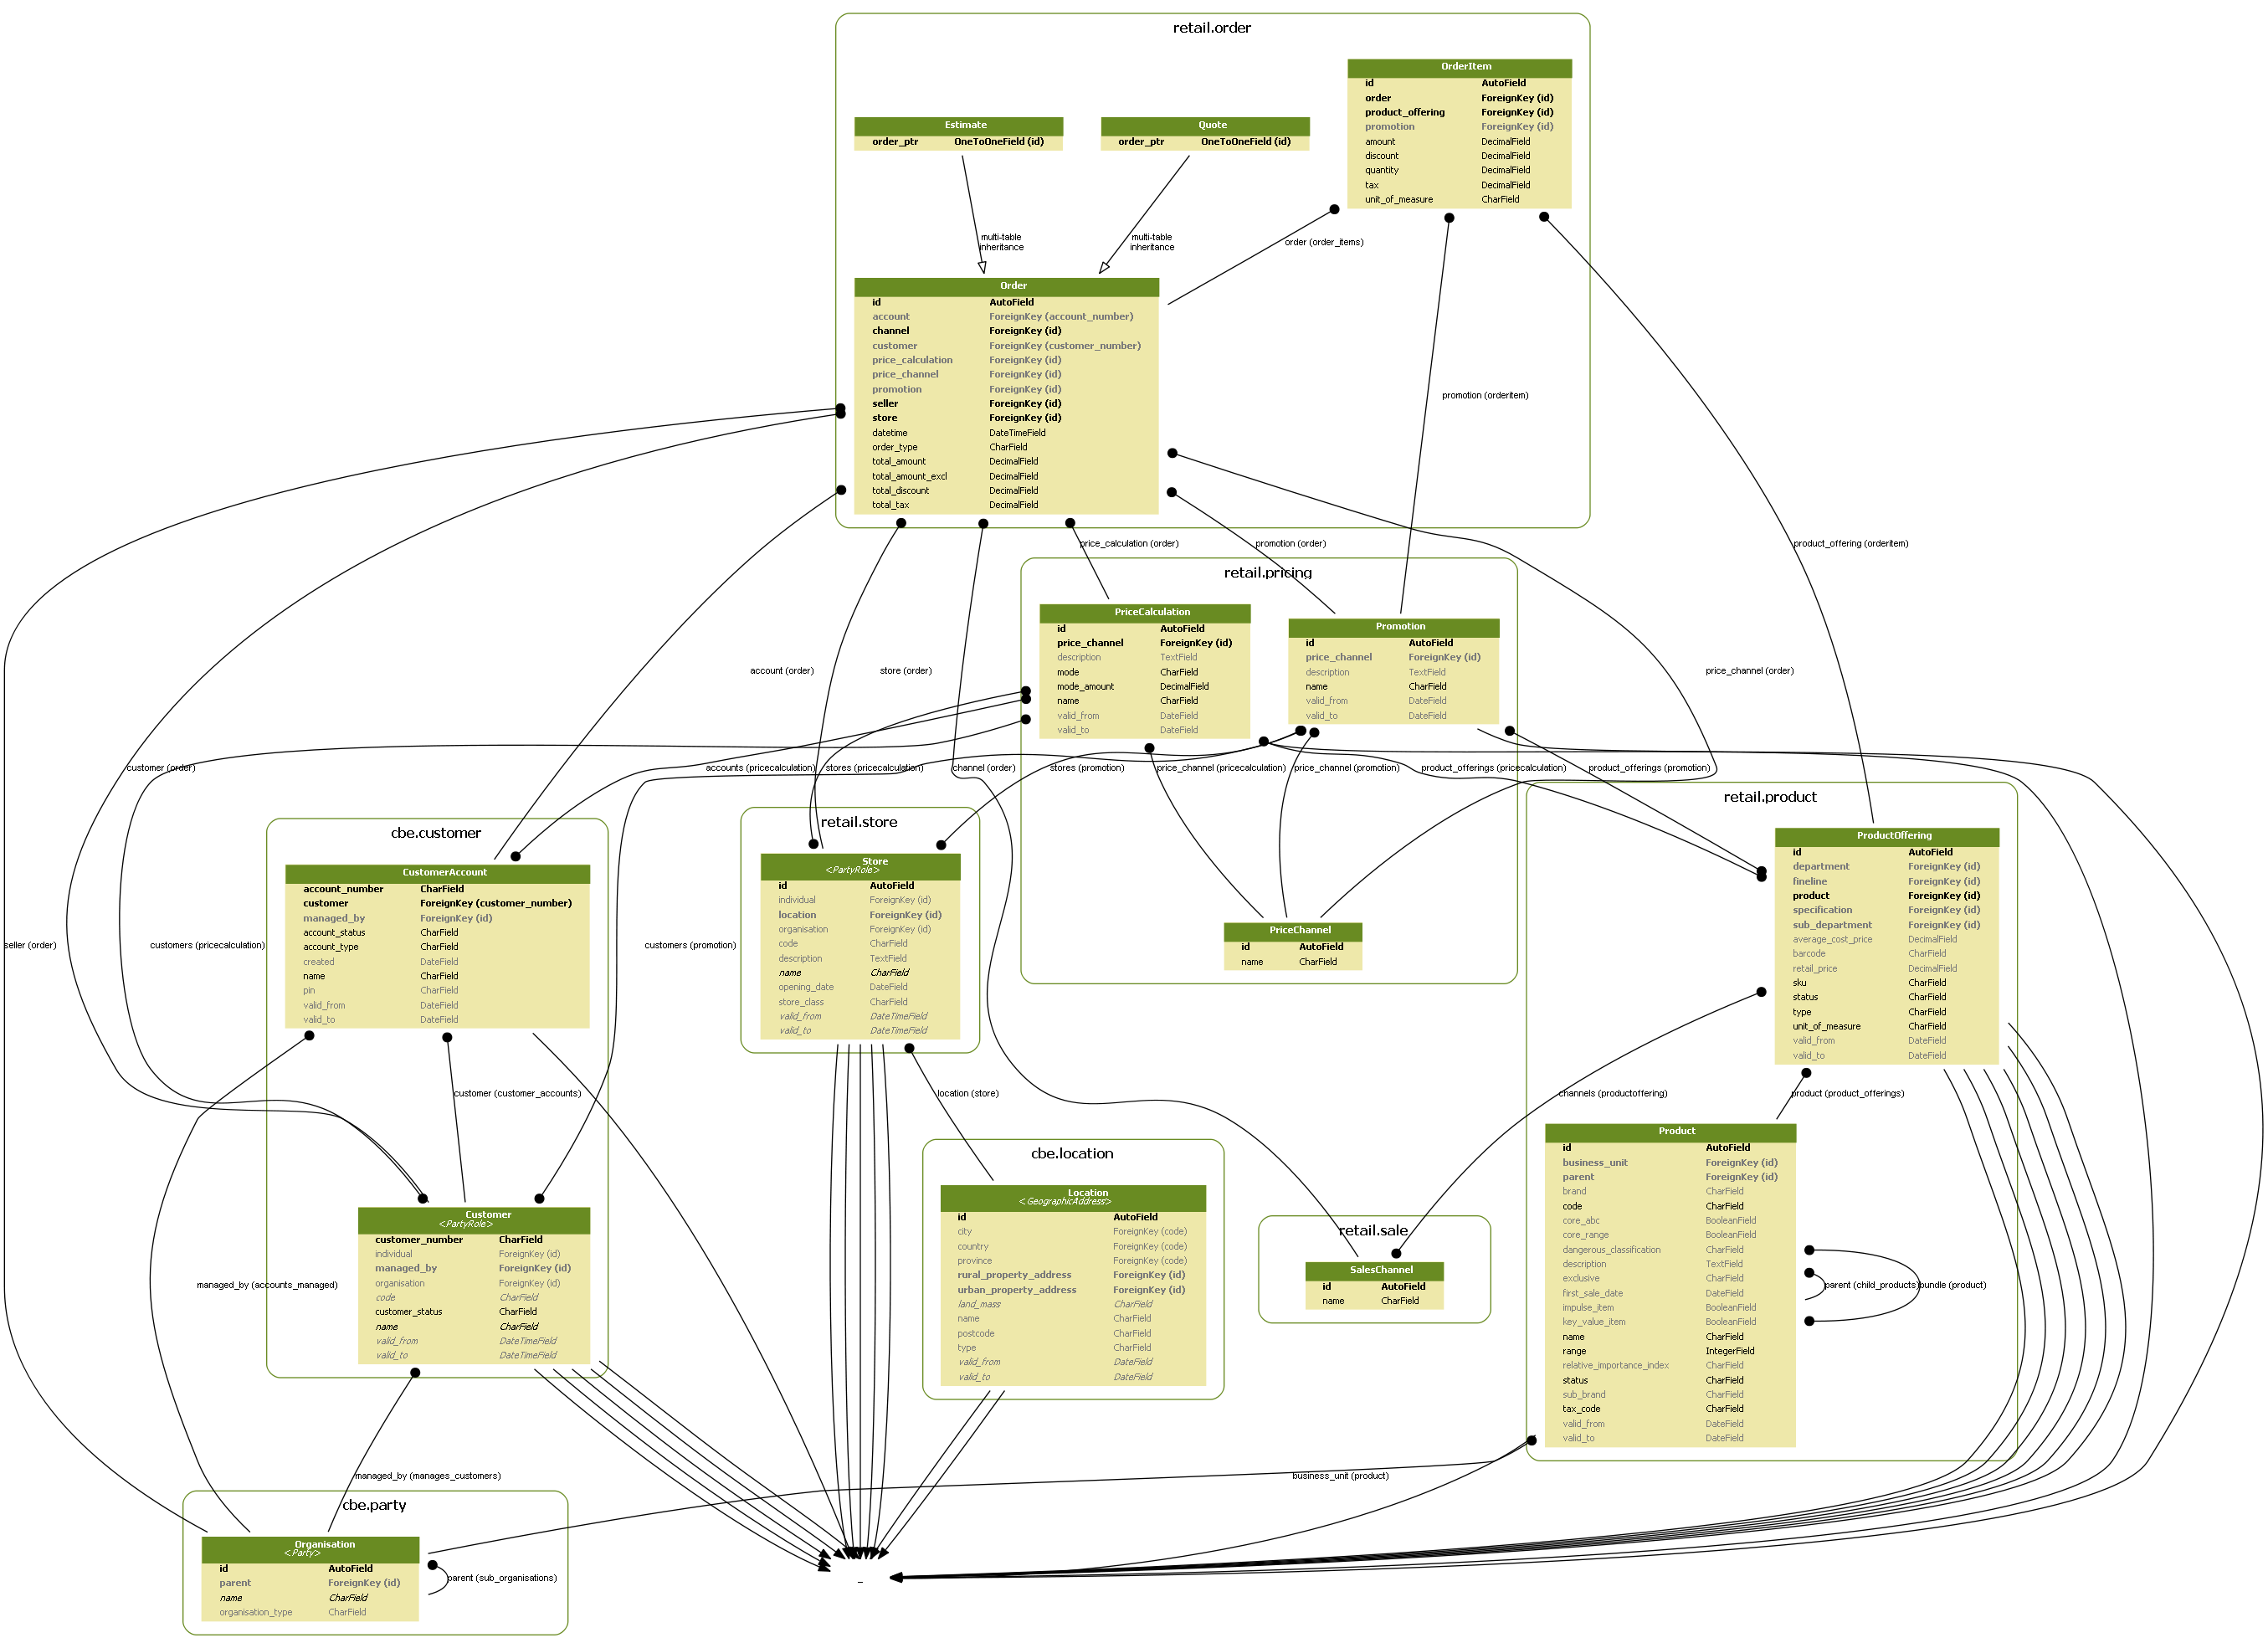 retail.order
OrderItem
id AutoField
order ForeignKey (id)
product_offering ForeignKey (id)
promotion ForeignKey (id)
amount DecimalField
discount DecimalField
quantity DecimalField
tax DecimalField
unit_of_measure CharField
Estimate
order_ptr OneToOneField (id)
Quote
order_ptr OneToOneField (id)
multi-table
inheritance
multi-table
inheritance
order (order_items)
Order
id AutoField
account ForeignKey (account_number)
channel ForeignKey (id)
customer ForeignKey (customer_number)
price_calculation ForeignKey (id)
price_channel ForeignKey (id)
promotion ForeignKey (id)
seller ForeignKey (id)
store ForeignKey (id)
datetime DateTimeField
order_type CharField
total_amount DecimalField
total_amount_excl DecimalField
total_discount DecimalField
total_tax DecimalField
promotion (orderitem)
price_calculation (order)
promotion (order)
product_offering (orderitem)
retail.pricing
PriceCalculation
id AutoField
price_channel ForeignKey (id)
description TextField
mode CharField
mode_amount DecimalField
name CharField
valid_from DateField
valid_to DateField
Promotion
id AutoField
price_channel ForeignKey (id)
description TextField
name CharField
valid_from DateField
valid_to DateField
account (order)
store (order)
price_channel (order)
customer (order)
accounts (pricecalculation)
stores (pricecalculation)
channel (order)
stores (promotion)
price_channel (pricecalculation)
price_channel (promotion)
product_offerings (pricecalculation)
product_offerings (promotion)
PriceChannel
id AutoField
name CharField
seller (order)
customers (pricecalculation)
customers (promotion)
cbe.customer
CustomerAccount
account_number CharField
customer ForeignKey (customer_number)
managed_by ForeignKey (id)
account_status CharField
account_type CharField
created DateField
name CharField
pin CharField
valid_from DateField
valid_to DateField
customer (customer_accounts)
Customer
<PartyRole>
customer_number CharField
individual ForeignKey (id)
managed_by ForeignKey (id)
organisation ForeignKey (id)
code CharField
customer_status CharField
name CharField
valid_from DateTimeField
valid_to DateTimeField
managed_by (accounts_managed)
managed_by (manages_customers)
retail.store
Store
<PartyRole>
id AutoField
individual ForeignKey (id)
location ForeignKey (id)
organisation ForeignKey (id)
code CharField
description TextField
name CharField
opening_date DateField
store_class CharField
valid_from DateTimeField
valid_to DateTimeField
location (store)
cbe.location
Location
<GeographicAddress>
id AutoField
city ForeignKey (code)
country ForeignKey (code)
province ForeignKey (code)
rural_property_address ForeignKey (id)
urban_property_address ForeignKey (id)
land_mass CharField
name CharField
postcode CharField
type CharField
valid_from DateField
valid_to DateField
retail.sale
SalesChannel
id AutoField
name CharField
channels (productoffering)
retail.product
ProductOffering
id AutoField
department ForeignKey (id)
fineline ForeignKey (id)
product ForeignKey (id)
specification ForeignKey (id)
sub_department ForeignKey (id)
average_cost_price DecimalField
barcode CharField
retail_price DecimalField
sku CharField
status CharField
type CharField
unit_of_measure CharField
valid_from DateField
valid_to DateField
product (product_offerings)
Product
id AutoField
business_unit ForeignKey (id)
parent ForeignKey (id)
brand CharField
code CharField
core_abc BooleanField
core_range BooleanField
dangerous_classification CharField
description TextField
exclusive CharField
first_sale_date DateField
impulse_item BooleanField
key_value_item BooleanField
name CharField
range IntegerField
relative_importance_index CharField
status CharField
sub_brand CharField
tax_code CharField
valid_from DateField
valid_to DateField
parent (child_products)
bundle (product)
business_unit (product)
cbe.party
Organisation
<Party>
id AutoField
parent ForeignKey (id)
name CharField
organisation_type CharField
parent (sub_organisations)
_